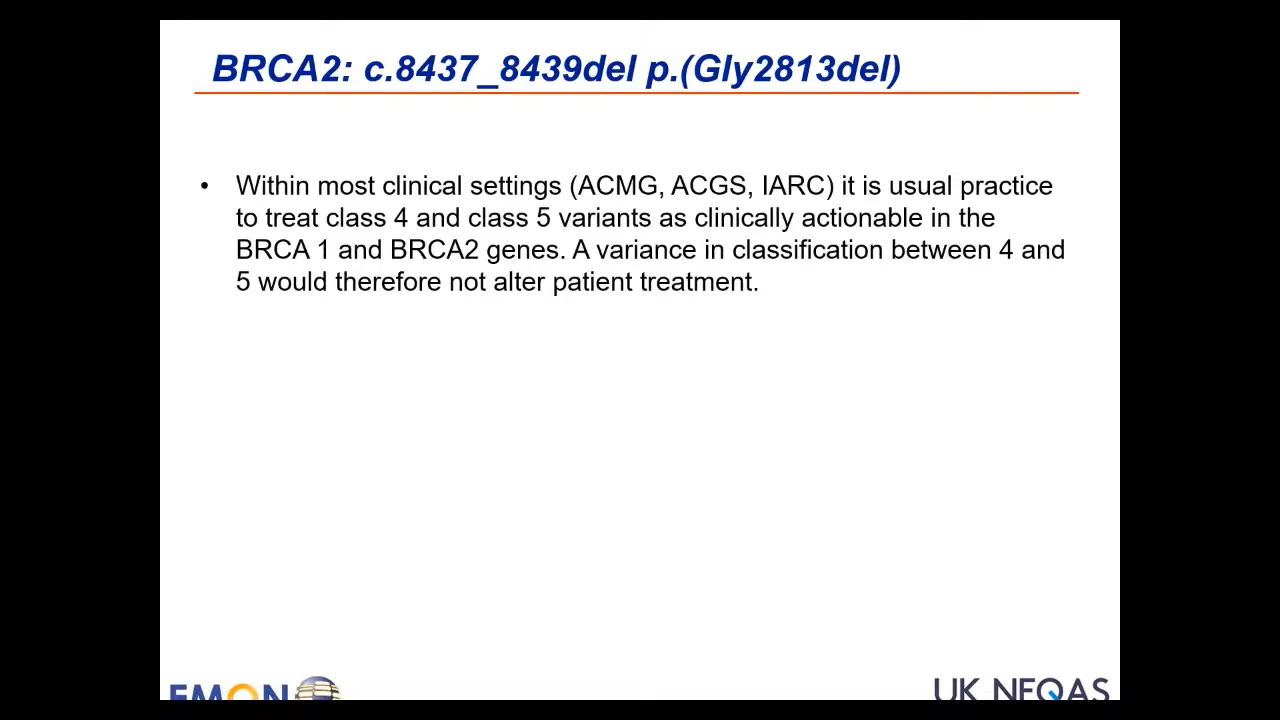 BRCA2: c.8437_8439del p.(Gly2813del)
• Within most clinical settings (ACMG, ACGS, IARC) it is usual practice
to treat class 4 and class 5 variants as clinically actionable in the
BRCA 1 and BRCA2 genes. A variance in classification between 4 and
5 would therefore not alter patient treatment.
EMQN
UK NEQAS